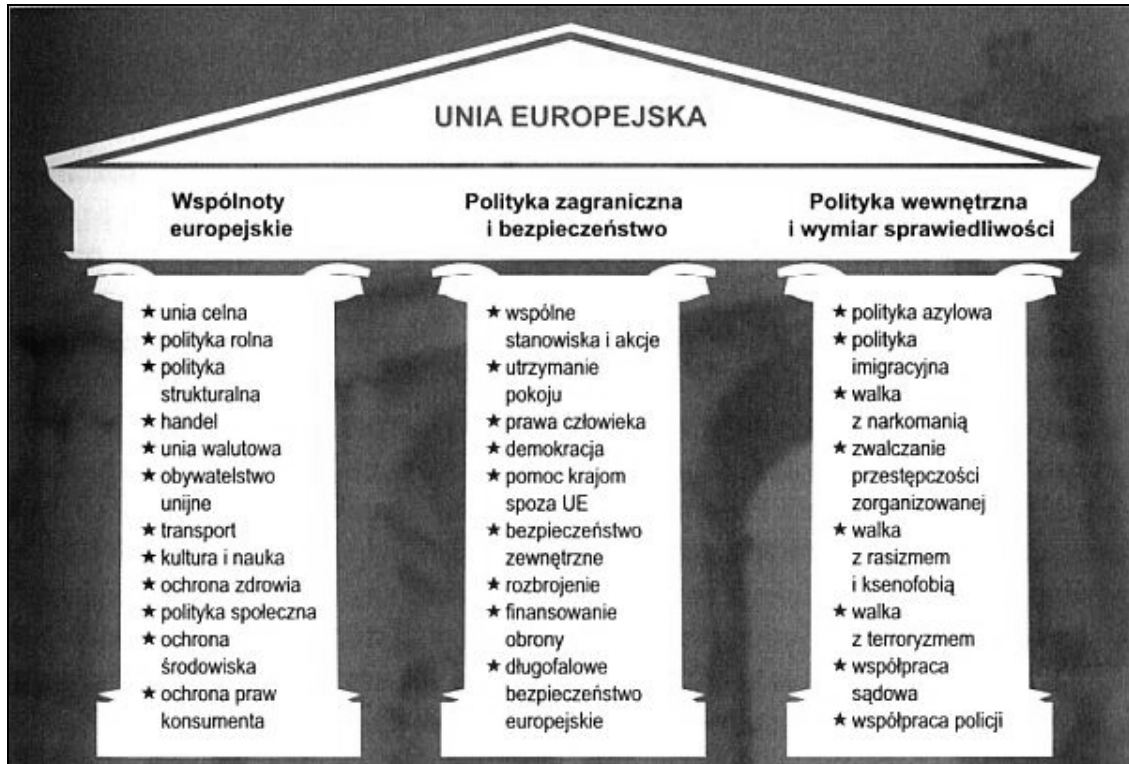 UNIA EUROPEJSKA
Wspólnoty
europejskie
Polityka zagraniczna
i bezpieczeństwo
Polityka wewnętrzna
i wymiar sprawiedliwości
★ unia celna
★ polityka rolna
★ polityka
strukturalna
★ handel
★ unia walutowa
★ obywatelstwo
unijne
★ transport
★ kultura i nauka
★ ochrona zdrowia
★ polityka społeczna
★ ochrona
środowiska
★ ochrona praw
konsumenta
★ wspólne
stanowiska i akcje
★ utrzymanie
pokoju
★ prawa człowieka
★ demokracja
★ pomoc krajom
spoza UE
★ bezpieczeństwo
zewnętrzne
★ rozbrojenie
★ finansowanie
obrony
★ długofalowe
bezpieczeństwo
europejskie
★ polityka azylowa
★ polityka
imigracyjna
★ walka
z narkomanią
★ zwalczanie
przestępczości
zorganizowanej
★ walka
z rasizmem
i ksenofobią
★ walka
z terroryzmem
★ współpraca
sądowa
★ współpraca policji